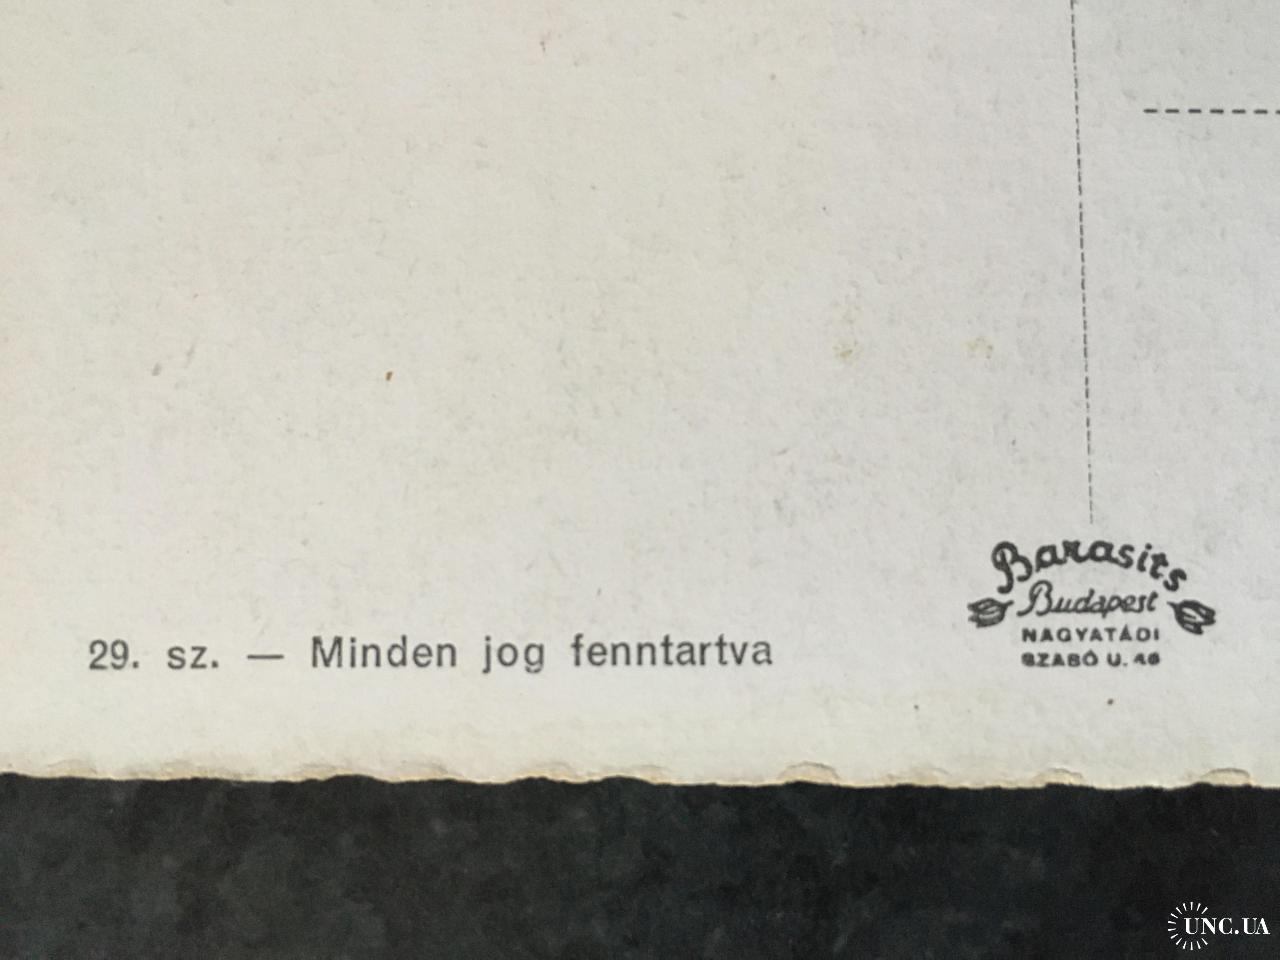 Barasits
Budapest
NAGYATÁDI
SZABÓ U. 46
29. sz. — Minden jog fenntartva
UNC.UA